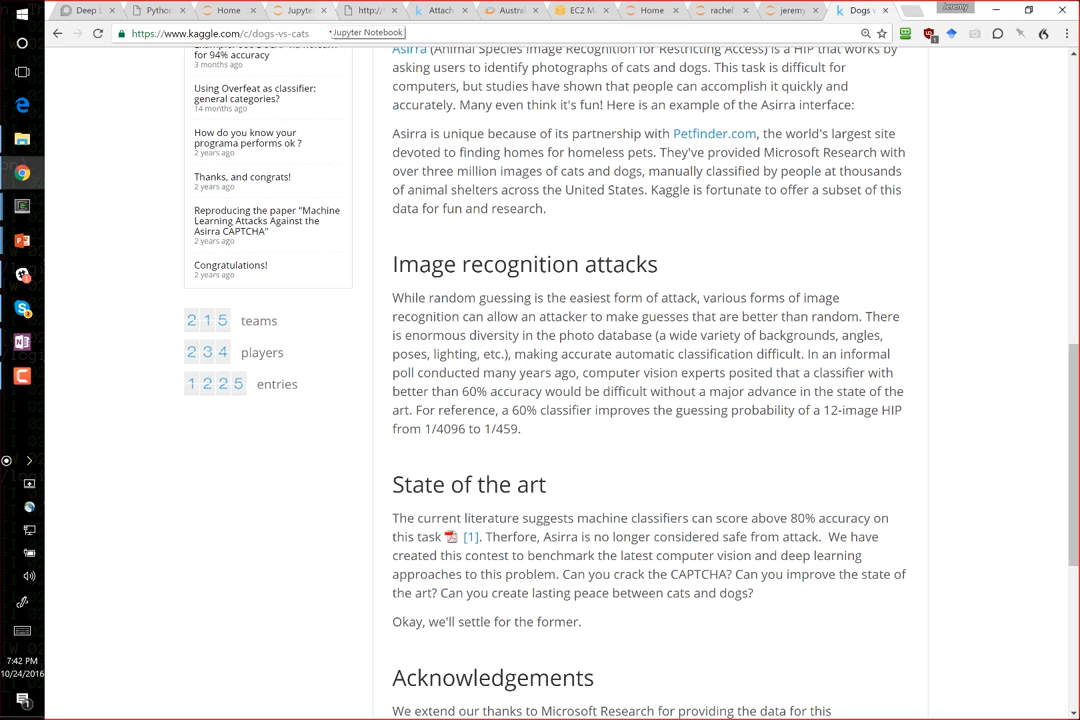 Deep L
Python
Home
Jupyte
http://
Attach
Austra
EC2 M
Home
rachel
jeremy
Dogs v
Jeremy
https://www.kaggle.com/c/dogs-vs-cats
Jupyter Notebook
for 94% accuracy
3 months ago
Using Overfeat as classifier:
general categories?
14 months ago
How do you know your
programa performs ok ?
2 years ago
Thanks, and congrats!
2 years ago
Reproducing the paper "Machine
Learning Attacks Against the
Asirra CAPTCHA"
2 years ago
Congratulations!
2 years ago
215 teams
234 players
1225 entries
Asirra (Animal Species Image Recognition for Restricting Access) is a HIP that works by
asking users to identify photographs of cats and dogs. This task is difficult for
computers, but studies have shown that people can accomplish it quickly and
accurately. Many even think it's fun! Here is an example of the Asirra interface:
Asirra is unique because of its partnership with Petfinder.com, the world's largest site
devoted to finding homes for homeless pets. They've provided Microsoft Research with
over three million images of cats and dogs, manually classified by people at thousands
of animal shelters across the United States. Kaggle is fortunate to offer a subset of this
data for fun and research.
Image recognition attacks
While random guessing is the easiest form of attack, various forms of image
recognition can allow an attacker to make guesses that are better than random. There
is enormous diversity in the photo database (a wide variety of backgrounds, angles,
poses, lighting, etc.), making accurate automatic classification difficult. In an informal
poll conducted many years ago, computer vision experts posited that a classifier with
better than 60% accuracy would be difficult without a major advance in the state of the
art. For reference, a 60% classifier improves the guessing probability of a 12-image HIP
from 1/4096 to 1/459.
State of the art
The current literature suggests machine classifiers can score above 80% accuracy on
this task [1]. Therfore, Asirra is no longer considered safe from attack. We have
created this contest to benchmark the latest computer vision and deep learning
approaches to this problem. Can you crack the CAPTCHA? Can you improve the state of
the art? Can you create lasting peace between cats and dogs?
Okay, we'll settle for the former.
Acknowledgements
We extend our thanks to Microsoft Research for providing the data for this
7:42 PM
10/24/2016